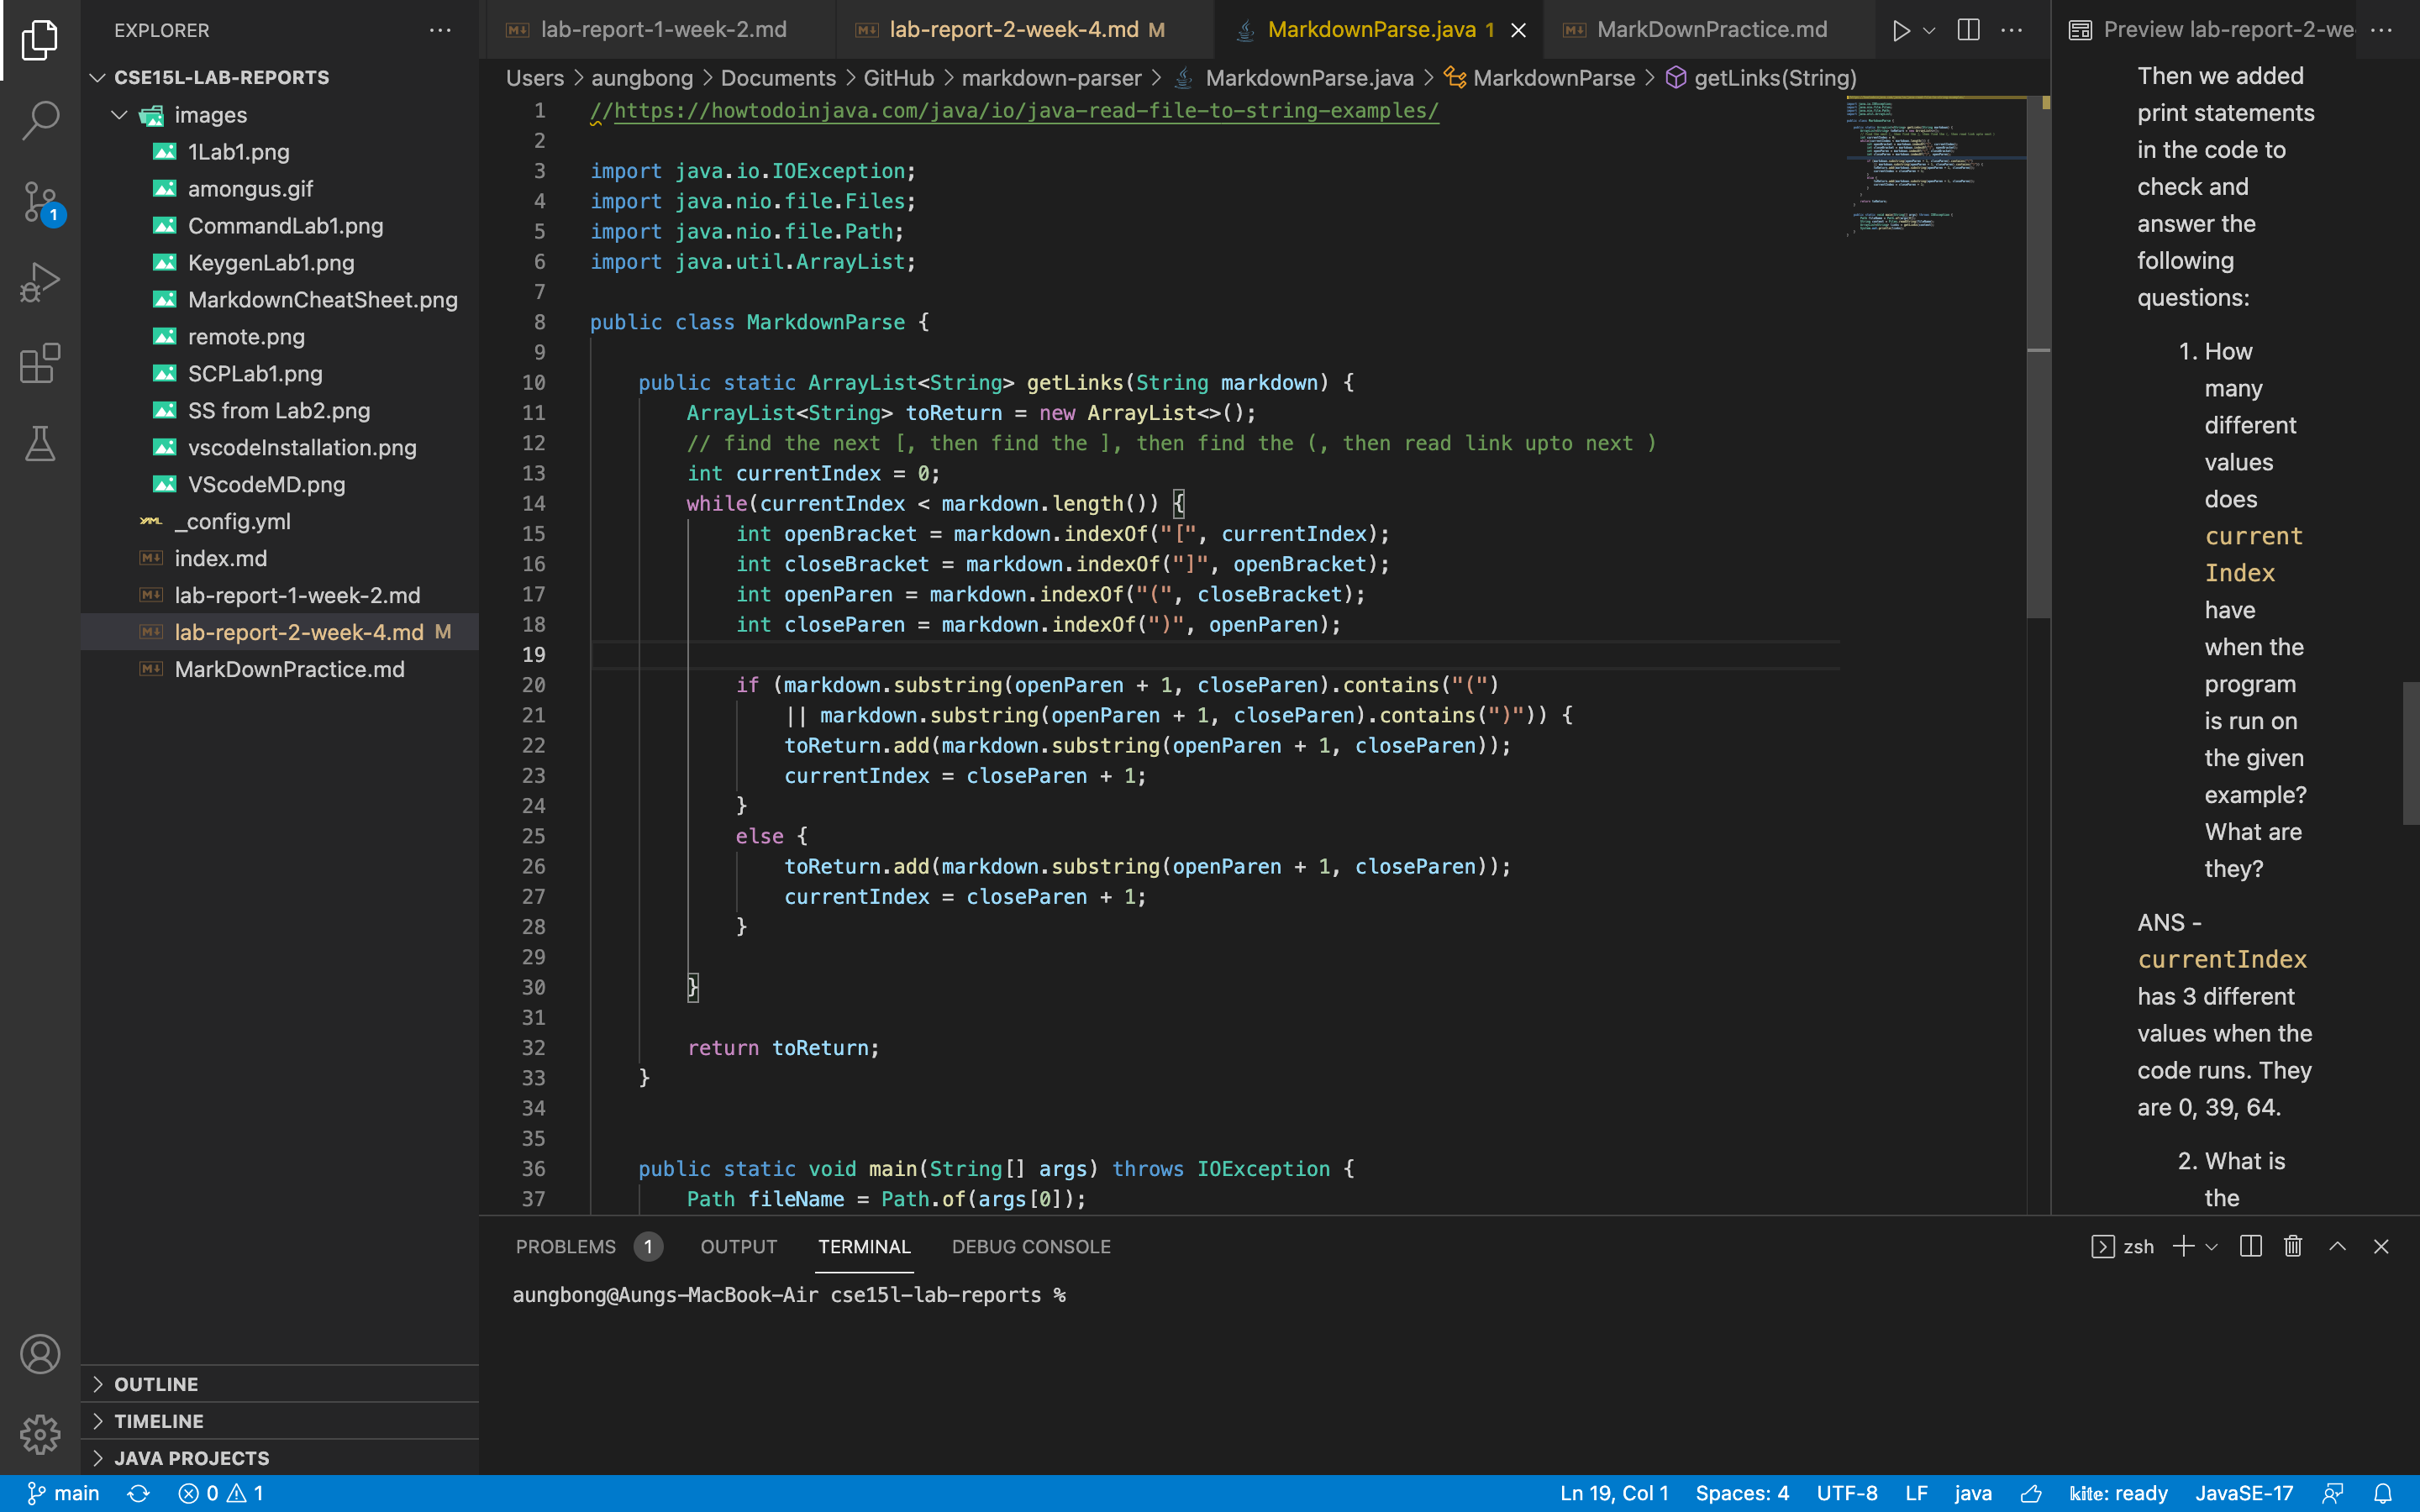 EXPLORER
CSE15L-LAB-REPORTS
images
1Lab1.png
amongus.gif
CommandLab1.png
KeygenLab1.png
MarkdownCheatSheet.png
remote.png
SCPLab1.png
SS from Lab2.png
vscodeInstallation.png
VScodeMD.png
_config.yml
index.md
lab-report-1-week-2.md
lab-report-2-week-4.md M
MarkDownPractice.md
OUTLINE
TIMELINE
JAVA PROJECTS
1
lab-report-1-week-2.md lab-report-2-week-4.md M MarkdownParse.java 1 MarkDownPractice.md
Users > aungbong > Documents > GitHub > markdown-parser > MarkdownParse.java > MarkdownParse > getLinks(String)
1 //https://howtodoinjava.com/java/io/java-read-file-to-string-examples/
2
3 import java.io.IOException;
4 import java.nio.file.Files;
5 import java.nio.file.Path;
6 import java.util.ArrayList;
7
8 public class MarkdownParse {
9
10 public static ArrayList<String> getLinks(String markdown) {
11 ArrayList<String> toReturn = new ArrayList<>();
12 // find the next [, then find the ], then find the (, then read link upto next )
13 int currentIndex = 0;
14 while(currentIndex < markdown.length()) {
15 int openBracket = markdown.indexOf("[", currentIndex);
16 int closeBracket = markdown.indexOf("]", openBracket);
17 int openParen = markdown.indexOf("(", closeBracket);
18 int closeParen = markdown.indexOf(")", openParen);
19
20 if (markdown.substring(openParen + 1, closeParen).contains("(")
21 || markdown.substring(openParen + 1, closeParen).contains(")")) {
22 toReturn.add(markdown.substring(openParen + 1, closeParen));
23 currentIndex = closeParen + 1;
24 }
25 else {
26 toReturn.add(markdown.substring(openParen + 1, closeParen));
27 currentIndex = closeParen + 1;
28 }
29
30 }
31
32 return toReturn;
33 }
34
35
36 public static void main(String[] args) throws IOException {
37 Path fileName = Path.of(args[0]);
Preview lab-report-2-we
Then we added
print statements
in the code to
check and
answer the
following
questions:
1. How
many
different
values
does
current
Index
have
when the
program
is run on
the given
example?
What are
they?
ANS -
currentIndex
has 3 different
values when the
code runs. They
are 0, 39, 64.
2. What is
the
PROBLEMS 1 OUTPUT TERMINAL DEBUG CONSOLE
zsh
aungbong@Aungs-MacBook-Air cse15l-lab-reports %
main 0 1 Ln 19, Col 1 Spaces: 4 UTF-8 LF java kite: ready JavaSE-17